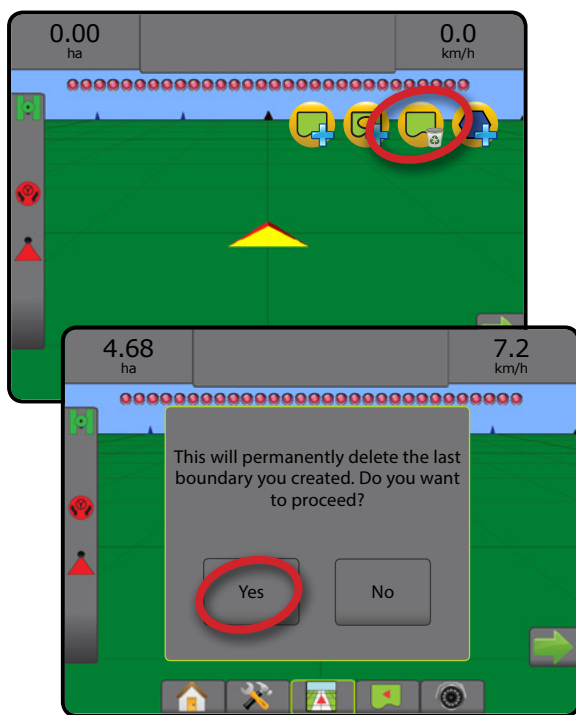 0.00
ha
0.0
km/h
4.68
ha
7.2
km/h
This will permanently delete the last
boundary you created. Do you want
to proceed?
Yes
No